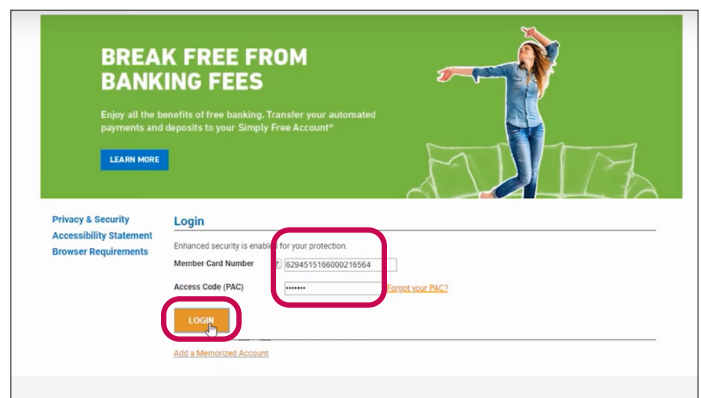 BREAK FREE FROM
BANKING FEES
Enjoy all the benefits of free banking. Transfer your automated
payments and deposits to your Simply Free Account®
LEARN MORE
Privacy & Security
Accessibility Statement
Browser Requirements
Login
Enhanced security is enabled for your protection.
Member Card Number 6294515166000216564
Access Code (PAC) ••••••• Forgot your PAC?
LOGIN
Add a Memorized Account